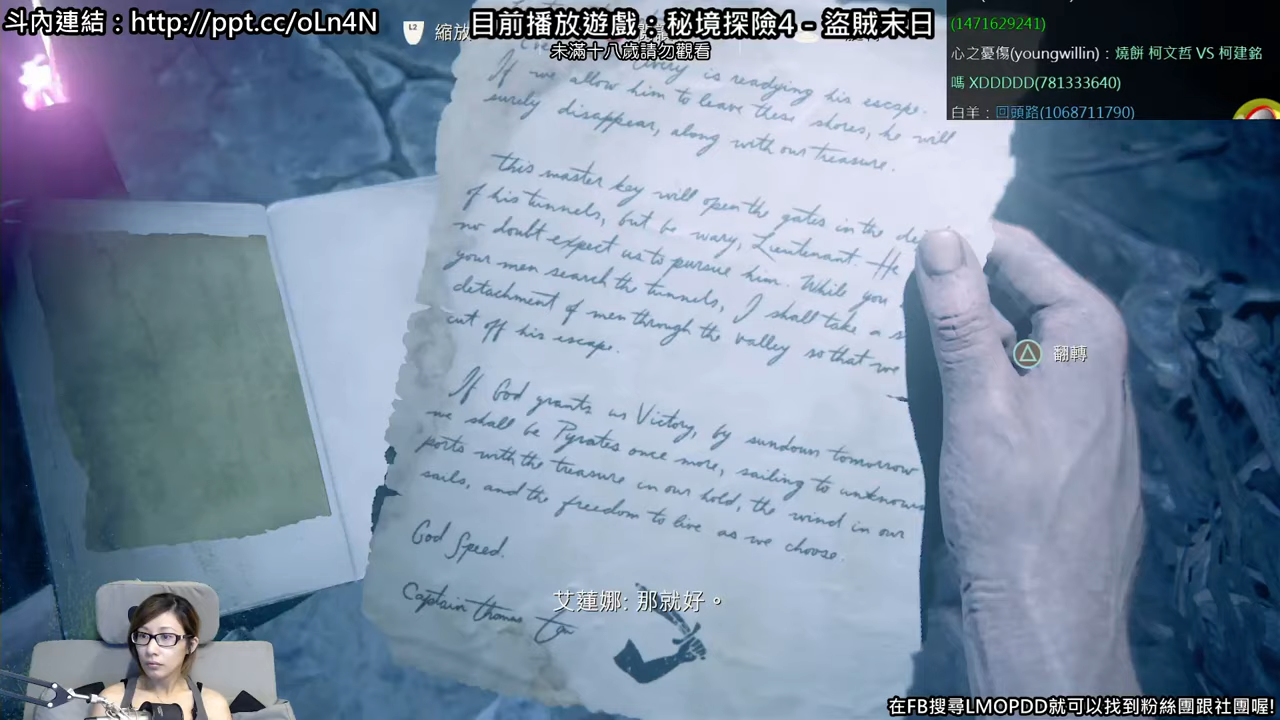 斗內連結：http://ppt.cc/oLn4N
L2 縮放
目前播放遊戲：秘境探險4 - 盜賊末日
未滿十八歲請勿觀看
(1471629241)
心之憂傷(youngwillin)：燒餅 柯文哲 VS 柯建銘
嗎 XDDDDD(781333640)
白羊：回頭路(1068711790)
Avery is readying his escape.
If we allow him to leave these shores, he will
surely disappear, along with our treasure.
This master key will open the gates in the
of his tunnels, but be wary, Lieutenant. He
no doubt expect us to pursue him. While you
your men search the tunnels, I shall take a
detachment of men through the valley so that we
cut off his escape.
If God grants us Victory, by sundown tomorrow
we shall be Pyrates once more, sailing to unknown
ports with the treasure in our hold, the wind in our
sails, and the freedom to live as we choose.
God Speed.
Captain Thomas Tew
翻轉
艾蓮娜: 那就好。
在FB搜尋LMOPDD就可以找到粉絲團跟社團喔!